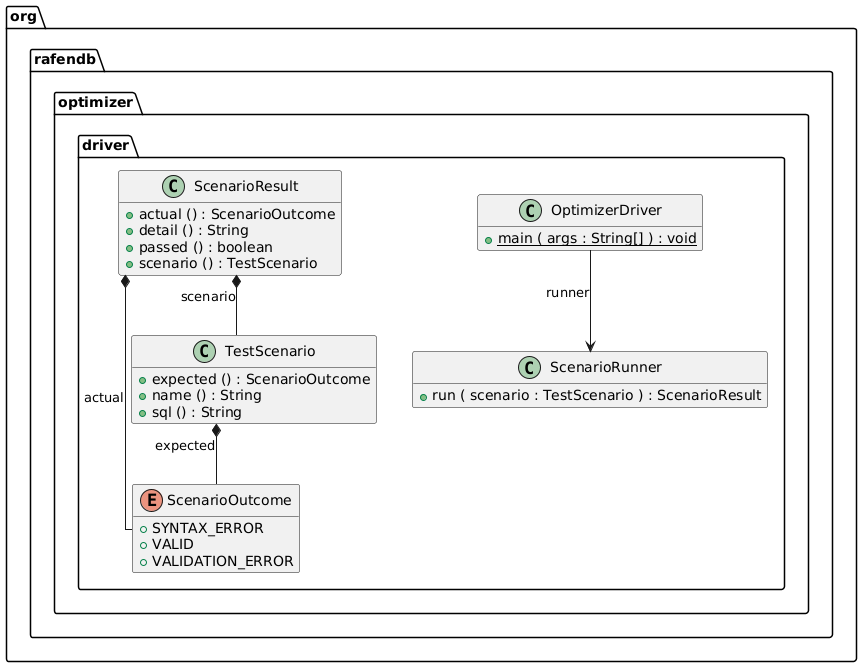 org
rafendb
optimizer
driver
C ScenarioResult
actual () : ScenarioOutcome
detail () : String
passed () : boolean
scenario () : TestScenario
C OptimizerDriver
main ( args : String[] ) : void
scenario
runner
C TestScenario
expected () : ScenarioOutcome
name () : String
sql () : String
C ScenarioRunner
run ( scenario : TestScenario ) : ScenarioResult
actual
expected
E ScenarioOutcome
SYNTAX_ERROR
VALID
VALIDATION_ERROR